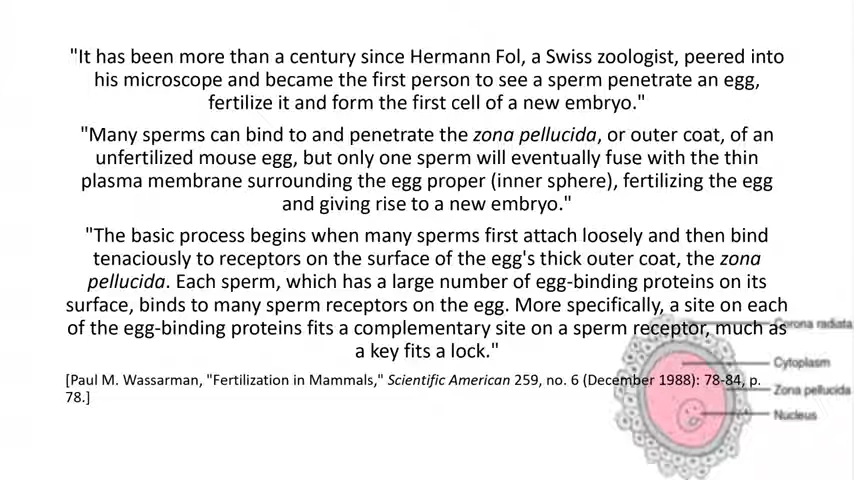 "It has been more than a century since Hermann Fol, a Swiss zoologist, peered into
his microscope and became the first person to see a sperm penetrate an egg,
fertilize it and form the first cell of a new embryo."
"Many sperms can bind to and penetrate the zona pellucida, or outer coat, of an
unfertilized mouse egg, but only one sperm will eventually fuse with the thin
plasma membrane surrounding the egg proper (inner sphere), fertilizing the egg
and giving rise to a new embryo."
"The basic process begins when many sperms first attach loosely and then bind
tenaciously to receptors on the surface of the egg's thick outer coat, the zona
pellucida. Each sperm, which has a large number of egg-binding proteins on its
surface, binds to many sperm receptors on the egg. More specifically, a site on each
of the egg-binding proteins fits a complementary site on a sperm receptor, much as
a key fits a lock."
[Paul M. Wassarman, "Fertilization in Mammals," Scientific American 259, no. 6 (December 1988): 78-84, p.
78.]
Corona radiata
Cytoplasm
Zona pellucida
Nucleus